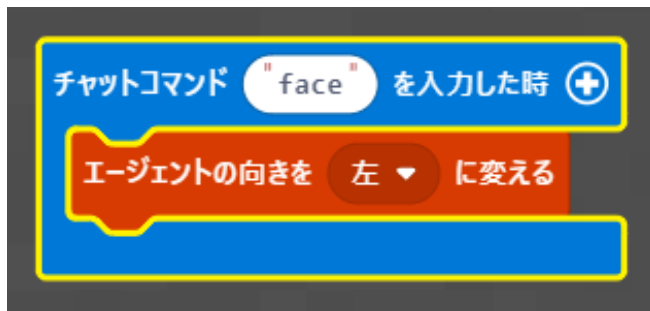 チャットコマンド "face" を入力した時
エージェントの向きを 左 に変える